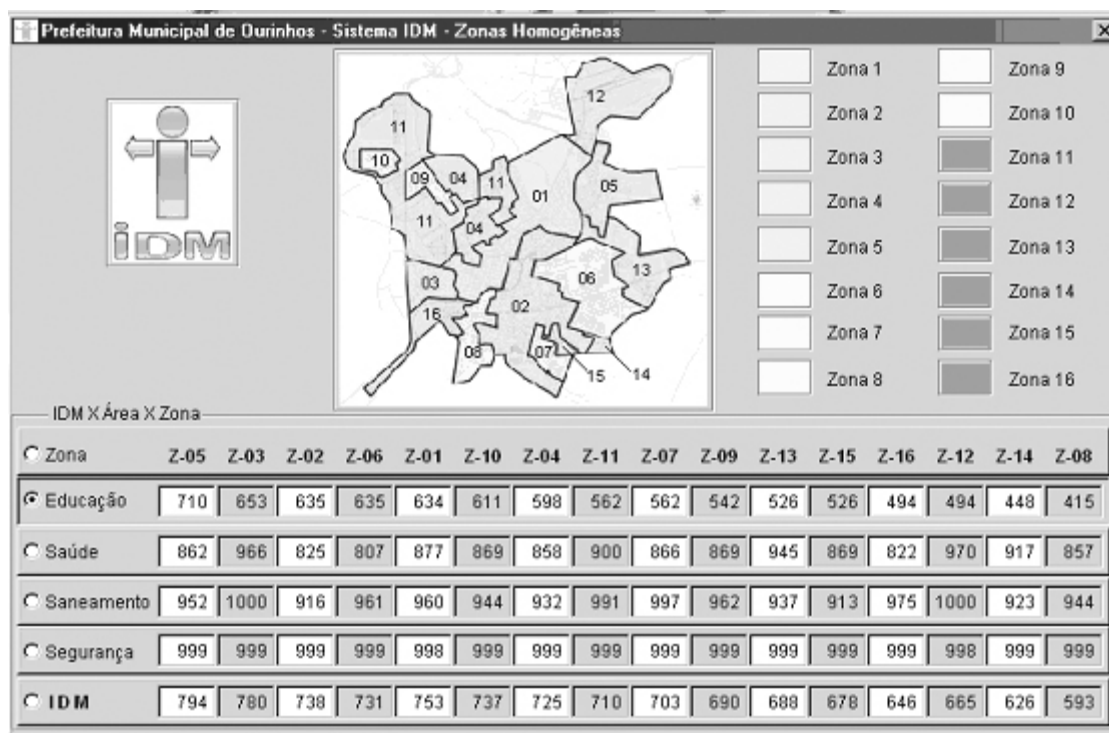 Prefeitura Municipal de Ourinhos - Sistema IDM - Zonas Homogêneas
iDM
12
11
10
09
04
11
01
05
11
04
03
06
13
16
02
08
07
15
14
Zona 1
Zona 2
Zona 3
Zona 4
Zona 5
Zona 6
Zona 7
Zona 8
Zona 9
Zona 10
Zona 11
Zona 12
Zona 13
Zona 14
Zona 15
Zona 16
IDM X Área X Zona
Zona Z-05 Z-03 Z-02 Z-06 Z-01 Z-10 Z-04 Z-11 Z-07 Z-09 Z-13 Z-15 Z-16 Z-12 Z-14 Z-08
Educação 710 653 635 635 634 611 598 562 562 542 526 526 494 494 448 415
Saúde 862 966 825 807 877 869 858 900 866 869 945 869 822 970 917 857
Saneamento 952 1000 916 961 960 944 932 991 997 962 937 913 975 1000 923 944
Segurança 999 999 999 999 998 999 999 999 999 999 999 999 999 998 999 999
IDM 794 780 738 731 753 737 725 710 703 690 688 678 646 665 626 593